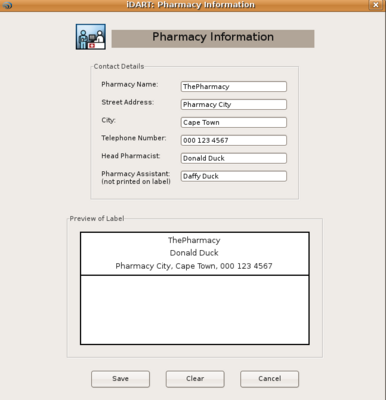 iDART: Pharmacy Information
Pharmacy Information
Contact Details
Pharmacy Name: ThePharmacy
Street Address: Pharmacy City
City: Cape Town
Telephone Number: 000 123 4567
Head Pharmacist: Donald Duck
Pharmacy Assistant: Daffy Duck
(not printed on label)
Preview of Label
ThePharmacy
Donald Duck
Pharmacy City, Cape Town, 000 123 4567
Save Clear Cancel